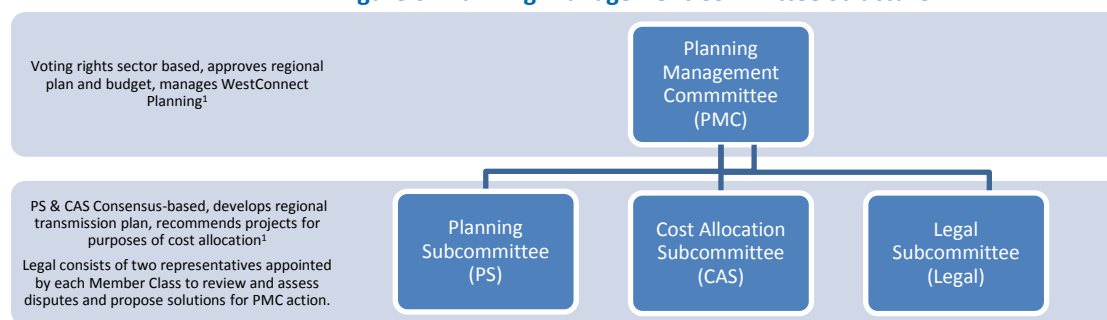 Voting rights sector based, approves regional
plan and budget, manages WestConnect
Planning1
Planning
Management
Commmittee
(PMC)
PS & CAS Consensus-based, develops regional
transmission plan, recommends projects for
purposes of cost allocation1
Legal consists of two representatives appointed
by each Member Class to review and assess
disputes and propose solutions for PMC action.
Planning
Subcommittee
(PS)
Cost Allocation
Subcommittee
(CAS)
Legal
Subcommittee
(Legal)